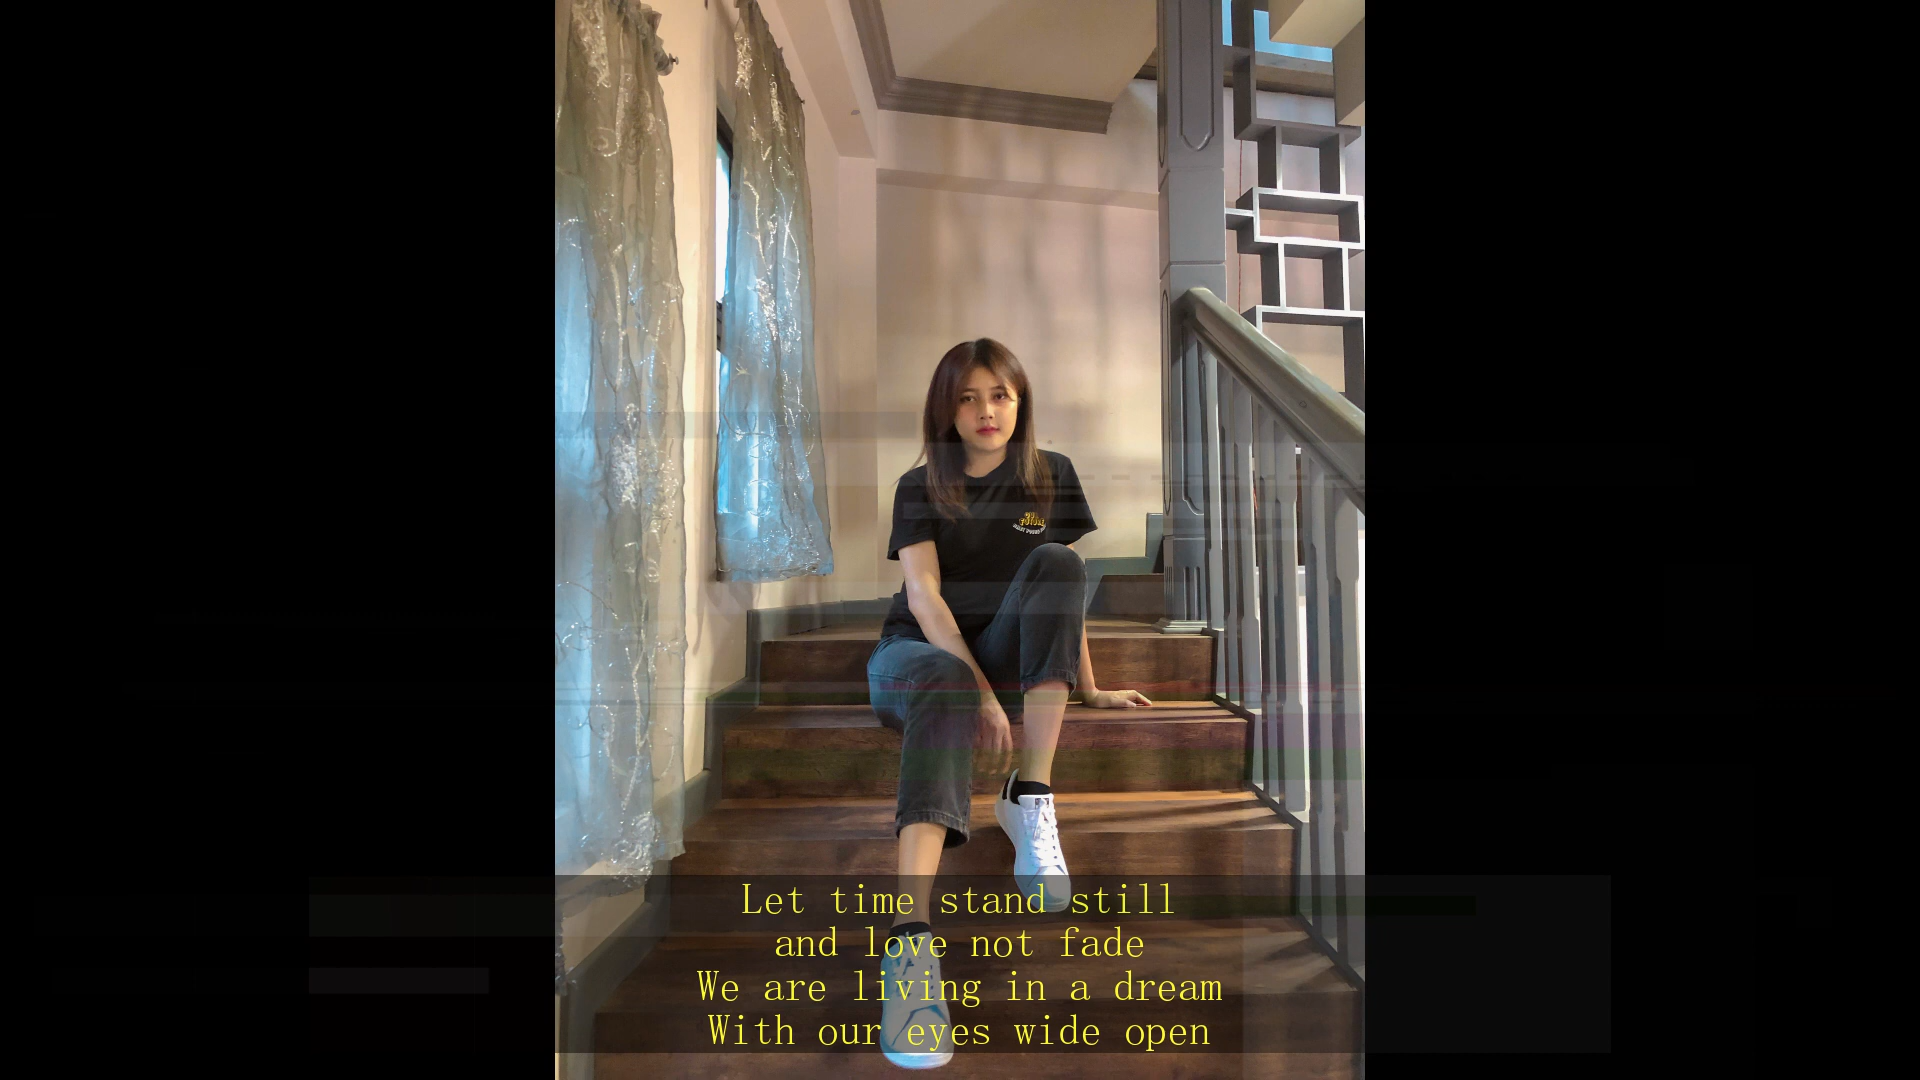 Let time stand still
and love not fade
We are living in a dream
With our eyes wide open